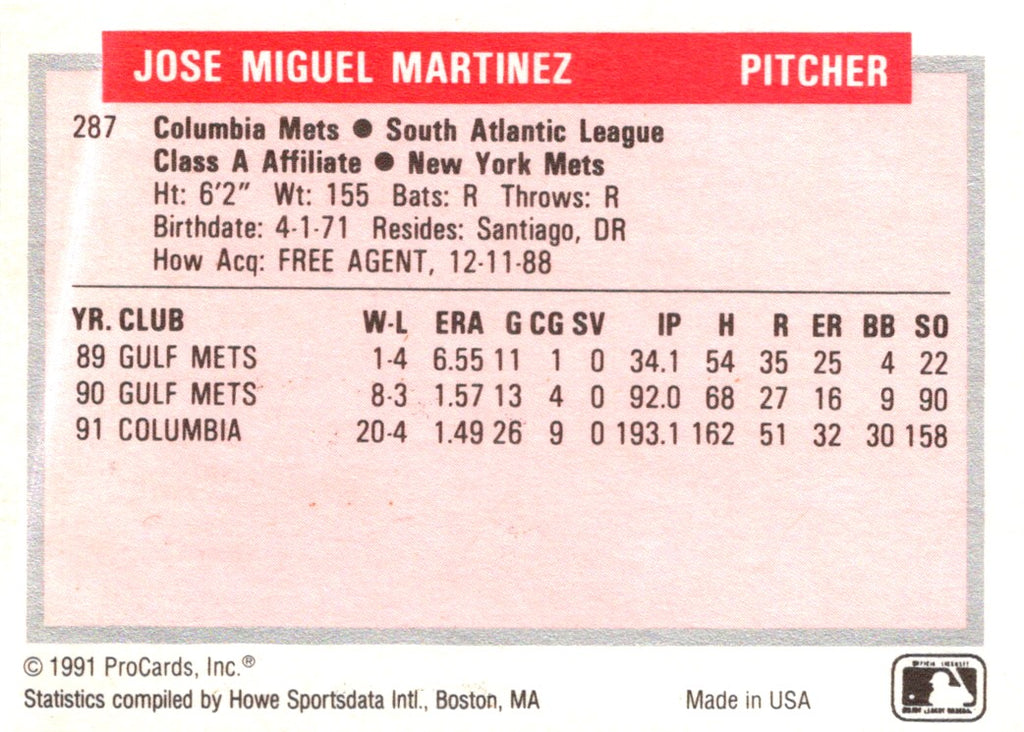 JOSE MIGUEL MARTINEZ PITCHER
287 Columbia Mets ● South Atlantic League
Class A Affiliate ● New York Mets
Ht: 6'2" Wt: 155 Bats: R Throws: R
Birthdate: 4-1-71 Resides: Santiago, DR
How Acq: FREE AGENT, 12-11-88
YR. CLUB W-L ERA G CG SV IP H R ER BB SO
89 GULF METS 1-4 6.55 11 1 0 34.1 54 35 25 4 22
90 GULF METS 8-3 1.57 13 4 0 92.0 68 27 16 9 90
91 COLUMBIA 20-4 1.49 26 9 0 193.1 162 51 32 30 158
© 1991 ProCards, Inc.®
Statistics compiled by Howe Sportsdata Intl., Boston, MA Made in USA